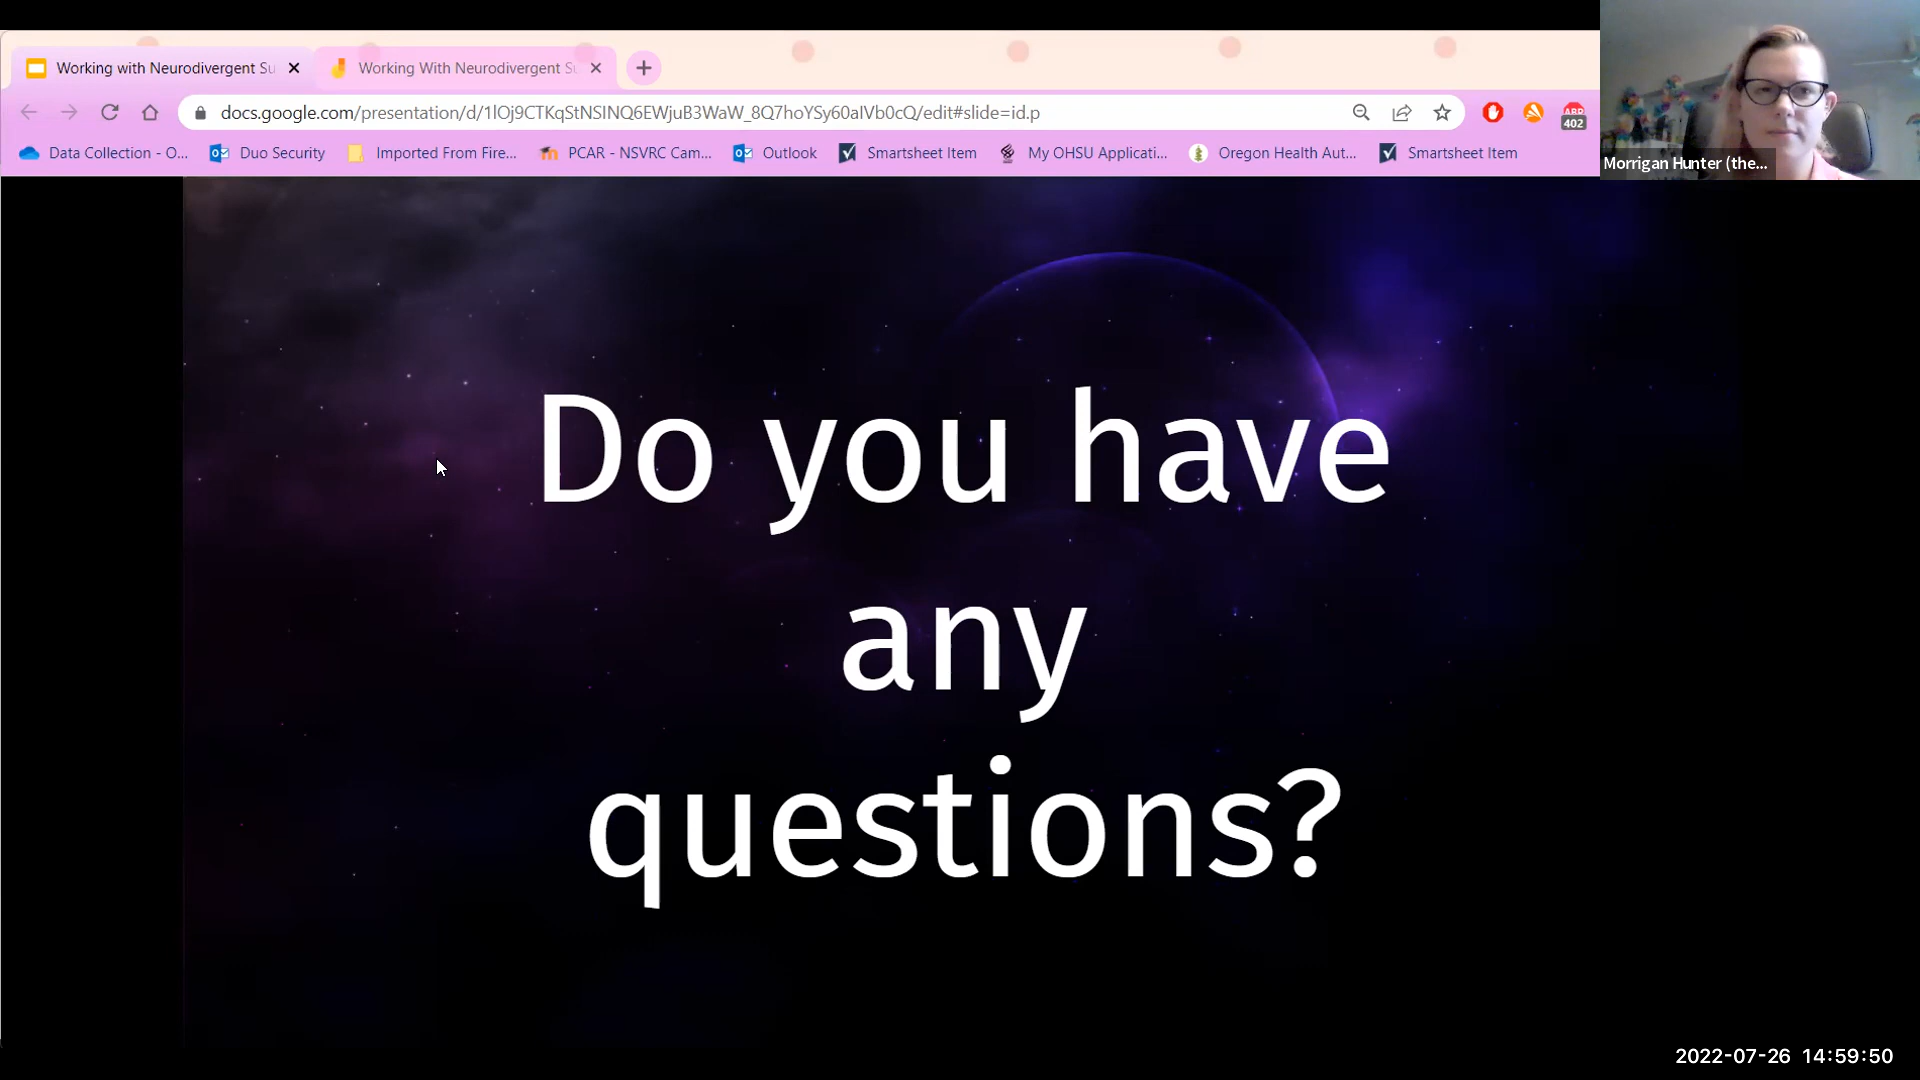 Working with Neurodivergent Su
Working With Neurodivergent Su
docs.google.com/presentation/d/1lOj9CTKqStNSINQ6EWjuB3WaW_8Q7hoYSy60aIVb0cQ/edit#slide=id.p
ABP
402
Data Collection - O...
Duo Security
Imported From Fire...
PCAR - NSVRC Cam...
Outlook
Smartsheet Item
My OHSU Applicati...
Oregon Health Aut...
Smartsheet Item
Morrigan Hunter (the...
Do you have
any
questions?
2022-07-26 14:59:50